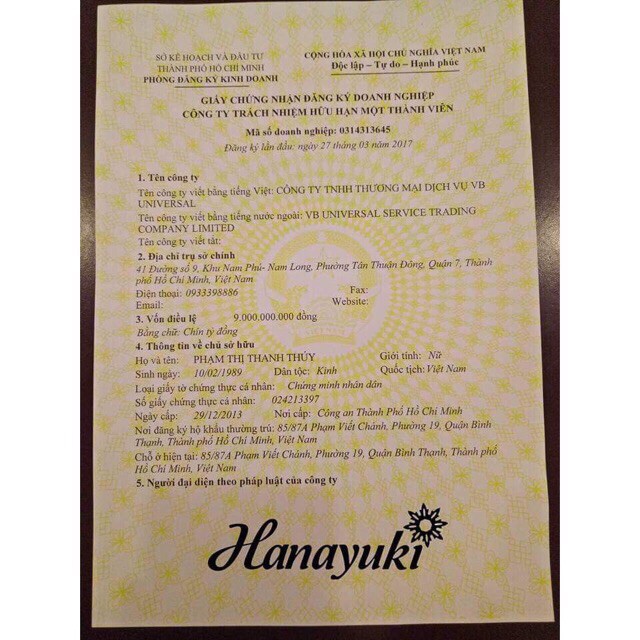 SỞ KẾ HOẠCH VÀ ĐẦU TƯ
THÀNH PHỐ HỒ CHÍ MINH
PHÒNG ĐĂNG KÝ KINH DOANH
CỘNG HÒA XÃ HỘI CHỦ NGHĨA VIỆT NAM
Độc lập – Tự do – Hạnh phúc
GIẤY CHỨNG NHẬN ĐĂNG KÝ DOANH NGHIỆP
CÔNG TY TRÁCH NHIỆM HỮU HẠN MỘT THÀNH VIÊN
Mã số doanh nghiệp: 0314313645
Đăng ký lần đầu: ngày 27 tháng 03 năm 2017
1. Tên công ty
Tên công ty viết bằng tiếng Việt: CÔNG TY TNHH THƯƠNG MẠI DỊCH VỤ VB
UNIVERSAL
Tên công ty viết bằng tiếng nước ngoài: VB UNIVERSAL SERVICE TRADING
COMPANY LIMITED
Tên công ty viết tắt:
2. Địa chỉ trụ sở chính
41 Đường số 9, Khu Nam Phú- Nam Long, Phường Tân Thuận Đông, Quận 7, Thành
phố Hồ Chí Minh, Việt Nam
Điện thoại: 0933398886 Fax:
Email: Website:
3. Vốn điều lệ 9.000.000.000 đồng
Bằng chữ: Chín tỷ đồng
4. Thông tin về chủ sở hữu
Họ và tên: PHẠM THỊ THANH THÚY Giới tính: Nữ
Sinh ngày: 10/02/1989 Dân tộc: Kinh Quốc tịch: Việt Nam
Loại giấy tờ chứng thực cá nhân: Chứng minh nhân dân
Số giấy chứng thực cá nhân: 024213397
Ngày cấp: 29/12/2013 Nơi cấp: Công an Thành Phố Hồ Chí Minh
Nơi đăng ký hộ khẩu thường trú: 85/87A Phạm Viết Chánh, Phường 19, Quận Bình
Thạnh, Thành phố Hồ Chí Minh, Việt Nam
Chỗ ở hiện tại: 85/87A Phạm Viết Chánh, Phường 19, Quận Bình Thạnh, Thành phố
Hồ Chí Minh, Việt Nam
5. Người đại diện theo pháp luật của công ty
Hanayuki